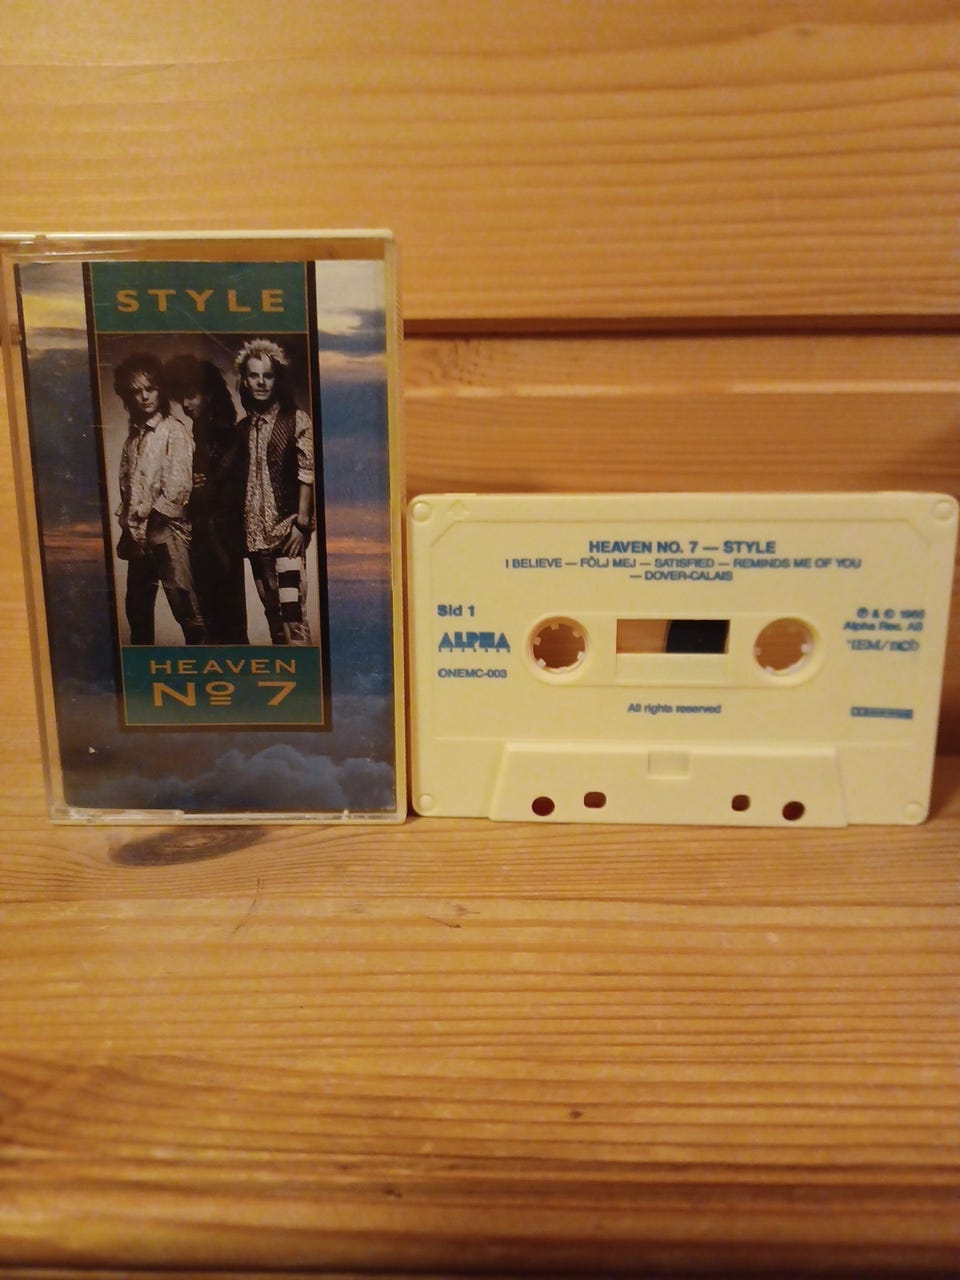 STYLE
HEAVEN
Nº 7
HEAVEN NO. 7 — STYLE
I BELIEVE — FÖLJ MEJ — SATISFIED — REMINDS ME OF YOU
— DOVER-CALAIS
Sid 1
ALPHA
ONEMC-003
℗ & © 1986
Alpha Rec. AB
All rights reserved